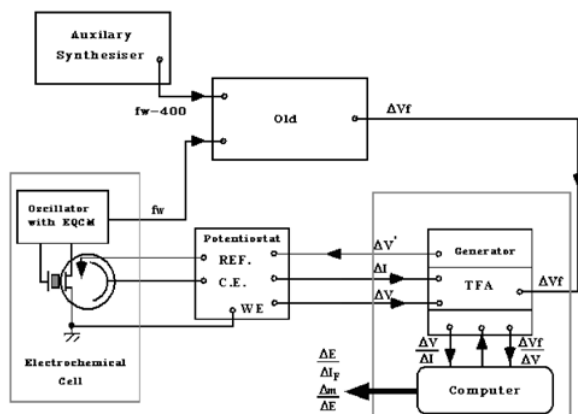 Auxilary
Synthesiser
fw-400
Old
ΔVf
Oscillator
with EQCM
fw
Potentiostat
REF.
C.E.
WE
ΔV'
ΔI
ΔV
Generator
TFA
ΔVf
Electrochemical
Cell
ΔE
ΔI_F
Δm
ΔE
ΔV
ΔI
ΔVf
ΔV
Computer